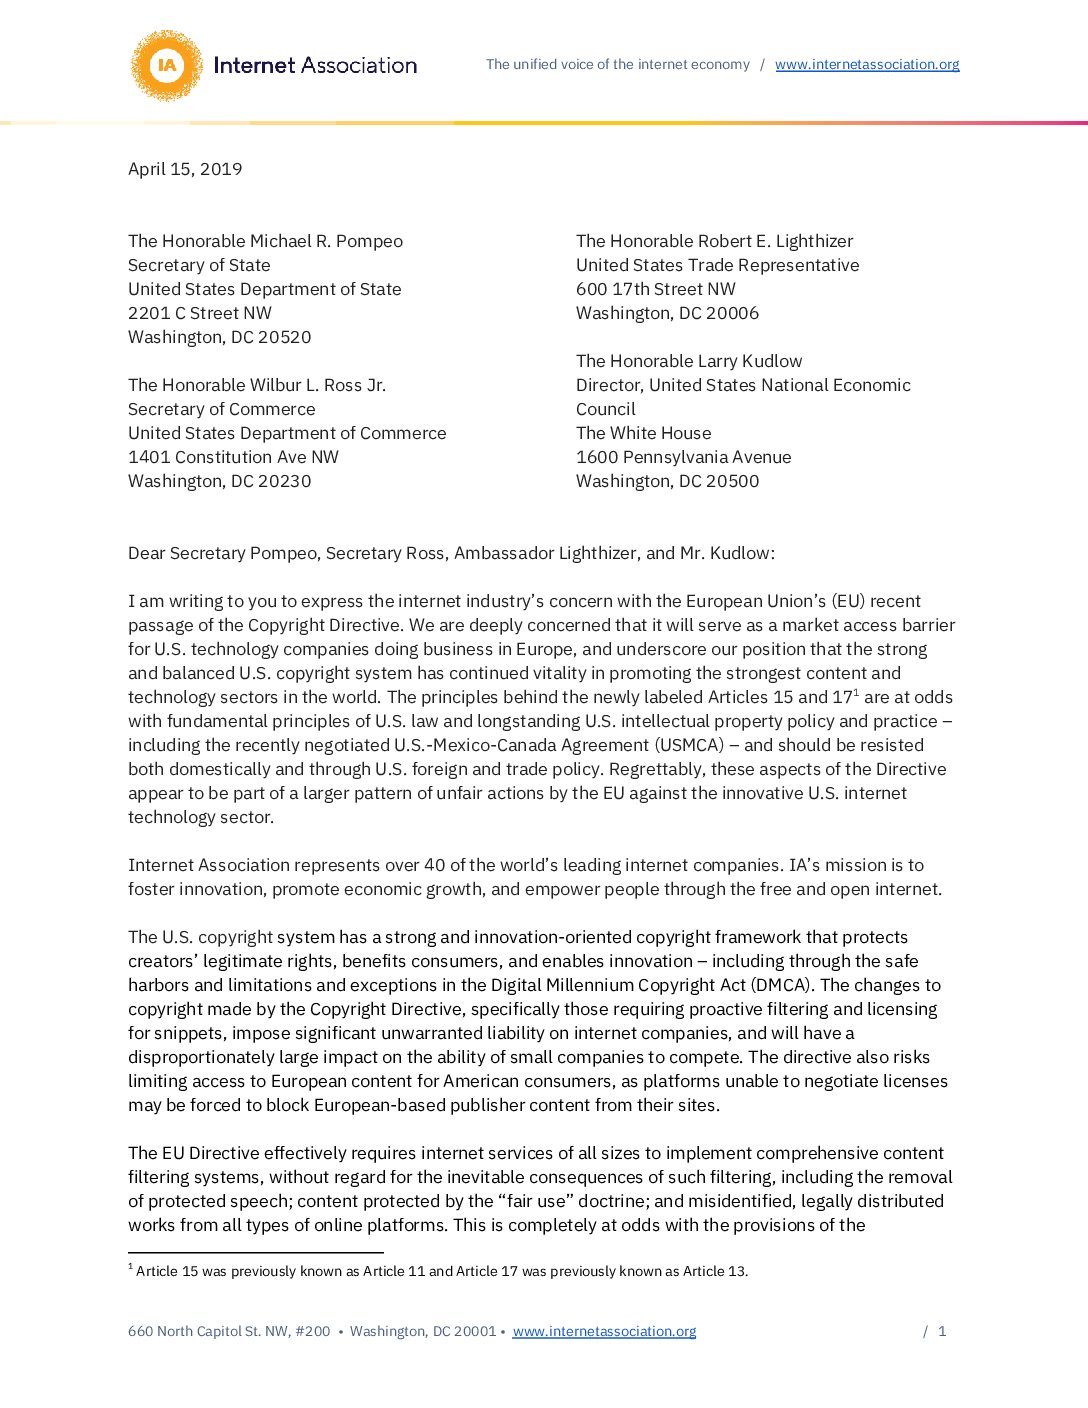 IA Internet Association
The unified voice of the internet economy / www.internetassociation.org
April 15, 2019
The Honorable Michael R. Pompeo
Secretary of State
United States Department of State
2201 C Street NW
Washington, DC 20520
The Honorable Wilbur L. Ross Jr.
Secretary of Commerce
United States Department of Commerce
1401 Constitution Ave NW
Washington, DC 20230
The Honorable Robert E. Lighthizer
United States Trade Representative
600 17th Street NW
Washington, DC 20006
The Honorable Larry Kudlow
Director, United States National Economic
Council
The White House
1600 Pennsylvania Avenue
Washington, DC 20500
Dear Secretary Pompeo, Secretary Ross, Ambassador Lighthizer, and Mr. Kudlow:
I am writing to you to express the internet industry’s concern with the European Union’s (EU) recent
passage of the Copyright Directive. We are deeply concerned that it will serve as a market access barrier
for U.S. technology companies doing business in Europe, and underscore our position that the strong
and balanced U.S. copyright system has continued vitality in promoting the strongest content and
technology sectors in the world. The principles behind the newly labeled Articles 15 and 17¹ are at odds
with fundamental principles of U.S. law and longstanding U.S. intellectual property policy and practice –
including the recently negotiated U.S.-Mexico-Canada Agreement (USMCA) – and should be resisted
both domestically and through U.S. foreign and trade policy. Regrettably, these aspects of the Directive
appear to be part of a larger pattern of unfair actions by the EU against the innovative U.S. internet
technology sector.
Internet Association represents over 40 of the world’s leading internet companies. IA’s mission is to
foster innovation, promote economic growth, and empower people through the free and open internet.
The U.S. copyright system has a strong and innovation-oriented copyright framework that protects
creators’ legitimate rights, benefits consumers, and enables innovation – including through the safe
harbors and limitations and exceptions in the Digital Millennium Copyright Act (DMCA). The changes to
copyright made by the Copyright Directive, specifically those requiring proactive filtering and licensing
for snippets, impose significant unwarranted liability on internet companies, and will have a
disproportionately large impact on the ability of small companies to compete. The directive also risks
limiting access to European content for American consumers, as platforms unable to negotiate licenses
may be forced to block European-based publisher content from their sites.
The EU Directive effectively requires internet services of all sizes to implement comprehensive content
filtering systems, without regard for the inevitable consequences of such filtering, including the removal
of protected speech; content protected by the “fair use” doctrine; and misidentified, legally distributed
works from all types of online platforms. This is completely at odds with the provisions of the
¹ Article 15 was previously known as Article 11 and Article 17 was previously known as Article 13.
660 North Capitol St. NW, #200 • Washington, DC 20001 • www.internetassociation.org / 1